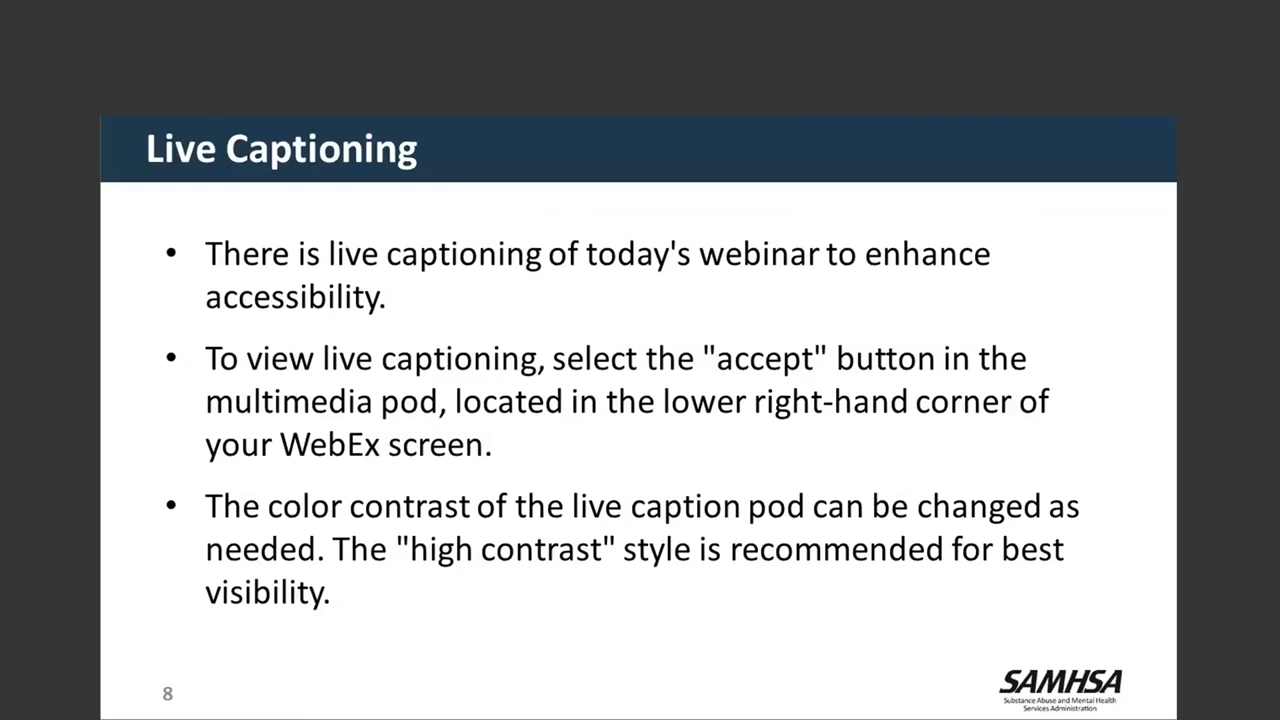 Live Captioning
• There is live captioning of today's webinar to enhance
accessibility.
• To view live captioning, select the "accept" button in the
multimedia pod, located in the lower right-hand corner of
your WebEx screen.
• The color contrast of the live caption pod can be changed as
needed. The "high contrast" style is recommended for best
visibility.
8
SAMHSA
Substance Abuse and Mental Health
Services Administration